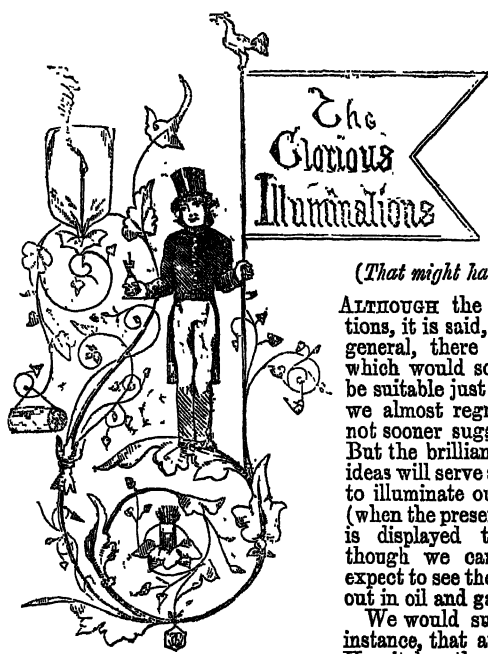 The
Glorious
Illuminations
(That might ha
ALTHOUGH the
tions, it is said,
general, there
which would so
be suitable just
we almost regr
not sooner sugg
But the brillian
ideas will serve
to illuminate ou
(when the presen
is displayed t
though we can
expect to see the
out in oil and ga
We would su
instance, that a